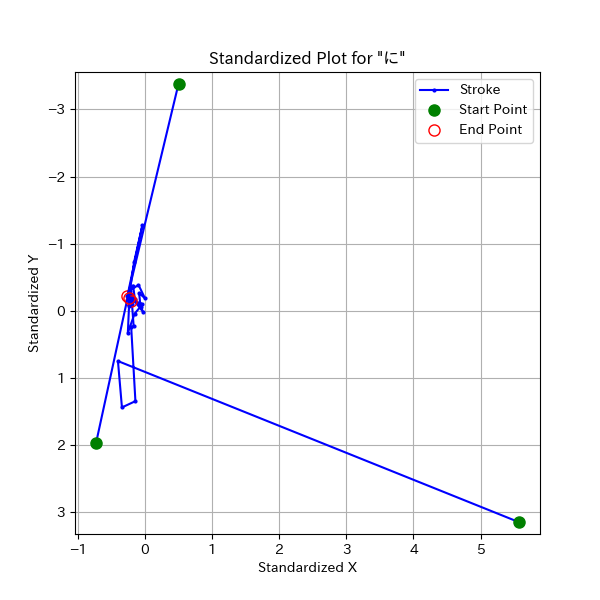 Standardized Plot for "に"
Stroke
Start Point
End Point
Standardized Y
−3
−2
−1
0
1
2
3
−1 0 1 2 3 4 5
Standardized X